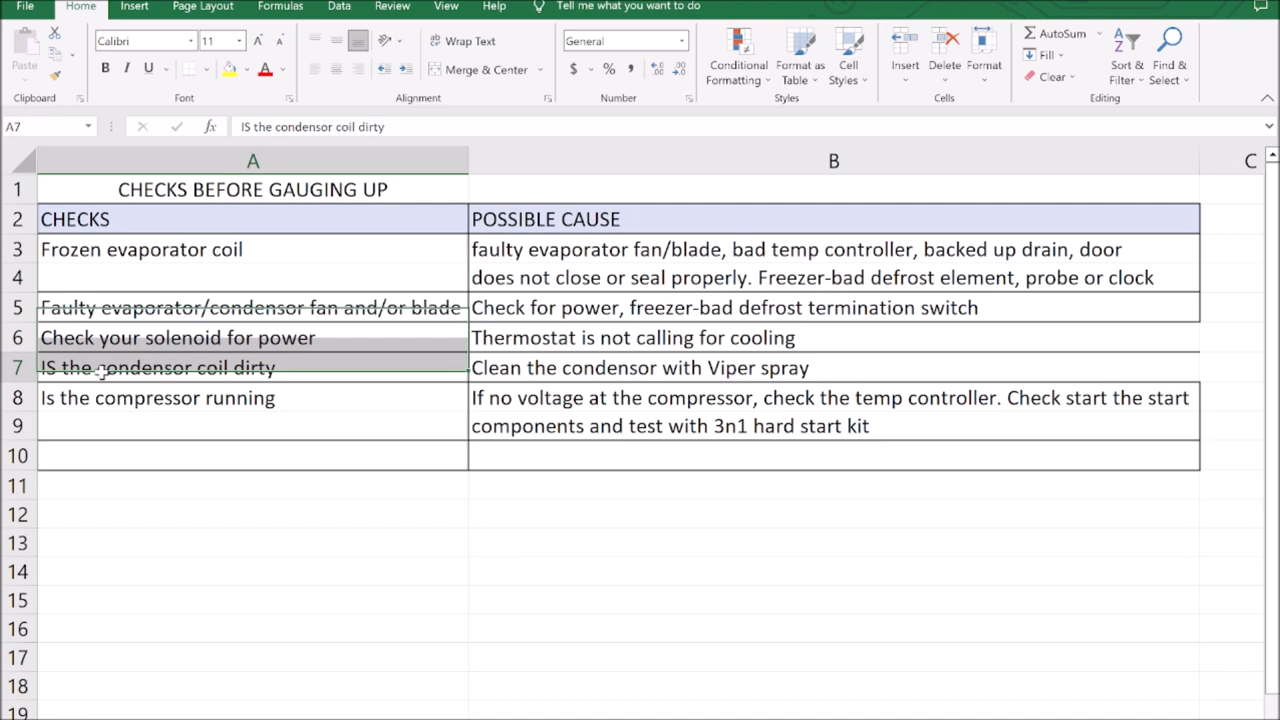 File Home Insert Page Layout Formulas Data Review View Help Tell me what you want to do
Calibri 11 Wrap Text General AutoSum
Paste Fill
B I U Merge & Center $ % , Conditional Formatting Format as Table Cell Styles Insert Delete Format Clear Sort & Filter Find & Select
Clipboard Font Alignment Number Styles Cells Editing
A7 fx IS the condensor coil dirty
A B C
1 CHECKS BEFORE GAUGING UP
2 CHECKS POSSIBLE CAUSE
3 Frozen evaporator coil faulty evaporator fan/blade, bad temp controller, backed up drain, door
4 does not close or seal properly. Freezer-bad defrost element, probe or clock
5 Faulty evaporator/condensor fan and/or blade Check for power, freezer-bad defrost termination switch
6 Check your solenoid for power Thermostat is not calling for cooling
7 IS the condensor coil dirty Clean the condensor with Viper spray
8 Is the compressor running If no voltage at the compressor, check the temp controller. Check start the start
9 components and test with 3n1 hard start kit
10
11
12
13
14
15
16
17
18
19